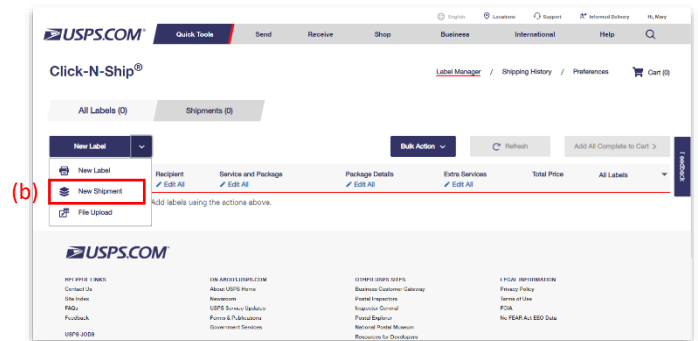 English Locations Support Informed Delivery Hi, Mary
USPS.COM® Quick Tools Send Receive Shop Business International Help
Click-N-Ship®
Label Manager / Shipping History / Preferences Cart (0)
All Labels (0) Shipments (0)
New Label Bulk Action Refresh Add All Complete to Cart
Feedback
New Label
(b) New Shipment
File Upload
Recipient Service and Package Package Details Extra Services Total Price All Labels
Edit All Edit All Edit All Edit All
Add labels using the actions above.
USPS.COM
HELPFUL LINKS ON ABOUT.USPS.COM OTHER USPS SITES LEGAL INFORMATION
Contact Us About USPS Home Business Customer Gateway Privacy Policy
Site Index Newsroom Postal Inspectors Terms of Use
FAQs USPS Service Updates Inspector General FOIA
Feedback Forms & Publications Postal Explorer No FEAR Act EEO Data
Government Services National Postal Museum
USPS JOBS Resources for Developers